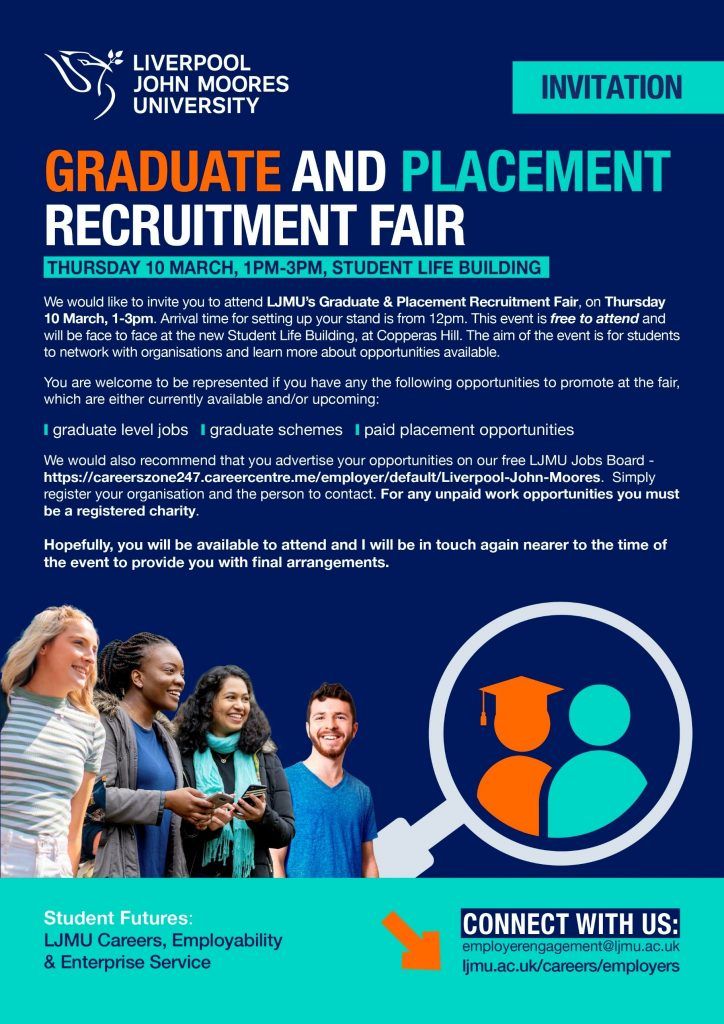 LIVERPOOL
JOHN MOORES
UNIVERSITY
INVITATION
GRADUATE AND PLACEMENT
RECRUITMENT FAIR
THURSDAY 10 MARCH, 1PM-3PM, STUDENT LIFE BUILDING
We would like to invite you to attend LJMU's Graduate & Placement Recruitment Fair, on Thursday
10 March, 1-3pm. Arrival time for setting up your stand is from 12pm. This event is free to attend and
will be face to face at the new Student Life Building, at Copperas Hill. The aim of the event is for students
to network with organisations and learn more about opportunities available.
You are welcome to be represented if you have any the following opportunities to promote at the fair,
which are either currently available and/or upcoming:
graduate level jobs graduate schemes paid placement opportunities
We would also recommend that you advertise your opportunities on our free LJMU Jobs Board -
https://careerszone247.careercentre.me/employer/default/Liverpool-John-Moores. Simply
register your organisation and the person to contact. For any unpaid work opportunities you must
be a registered charity.
Hopefully, you will be available to attend and I will be in touch again nearer to the time of
the event to provide you with final arrangements.
Student Futures:
LJMU Careers, Employability
& Enterprise Service
CONNECT WITH US:
employerengagement@ljmu.ac.uk
ljmu.ac.uk/careers/employers